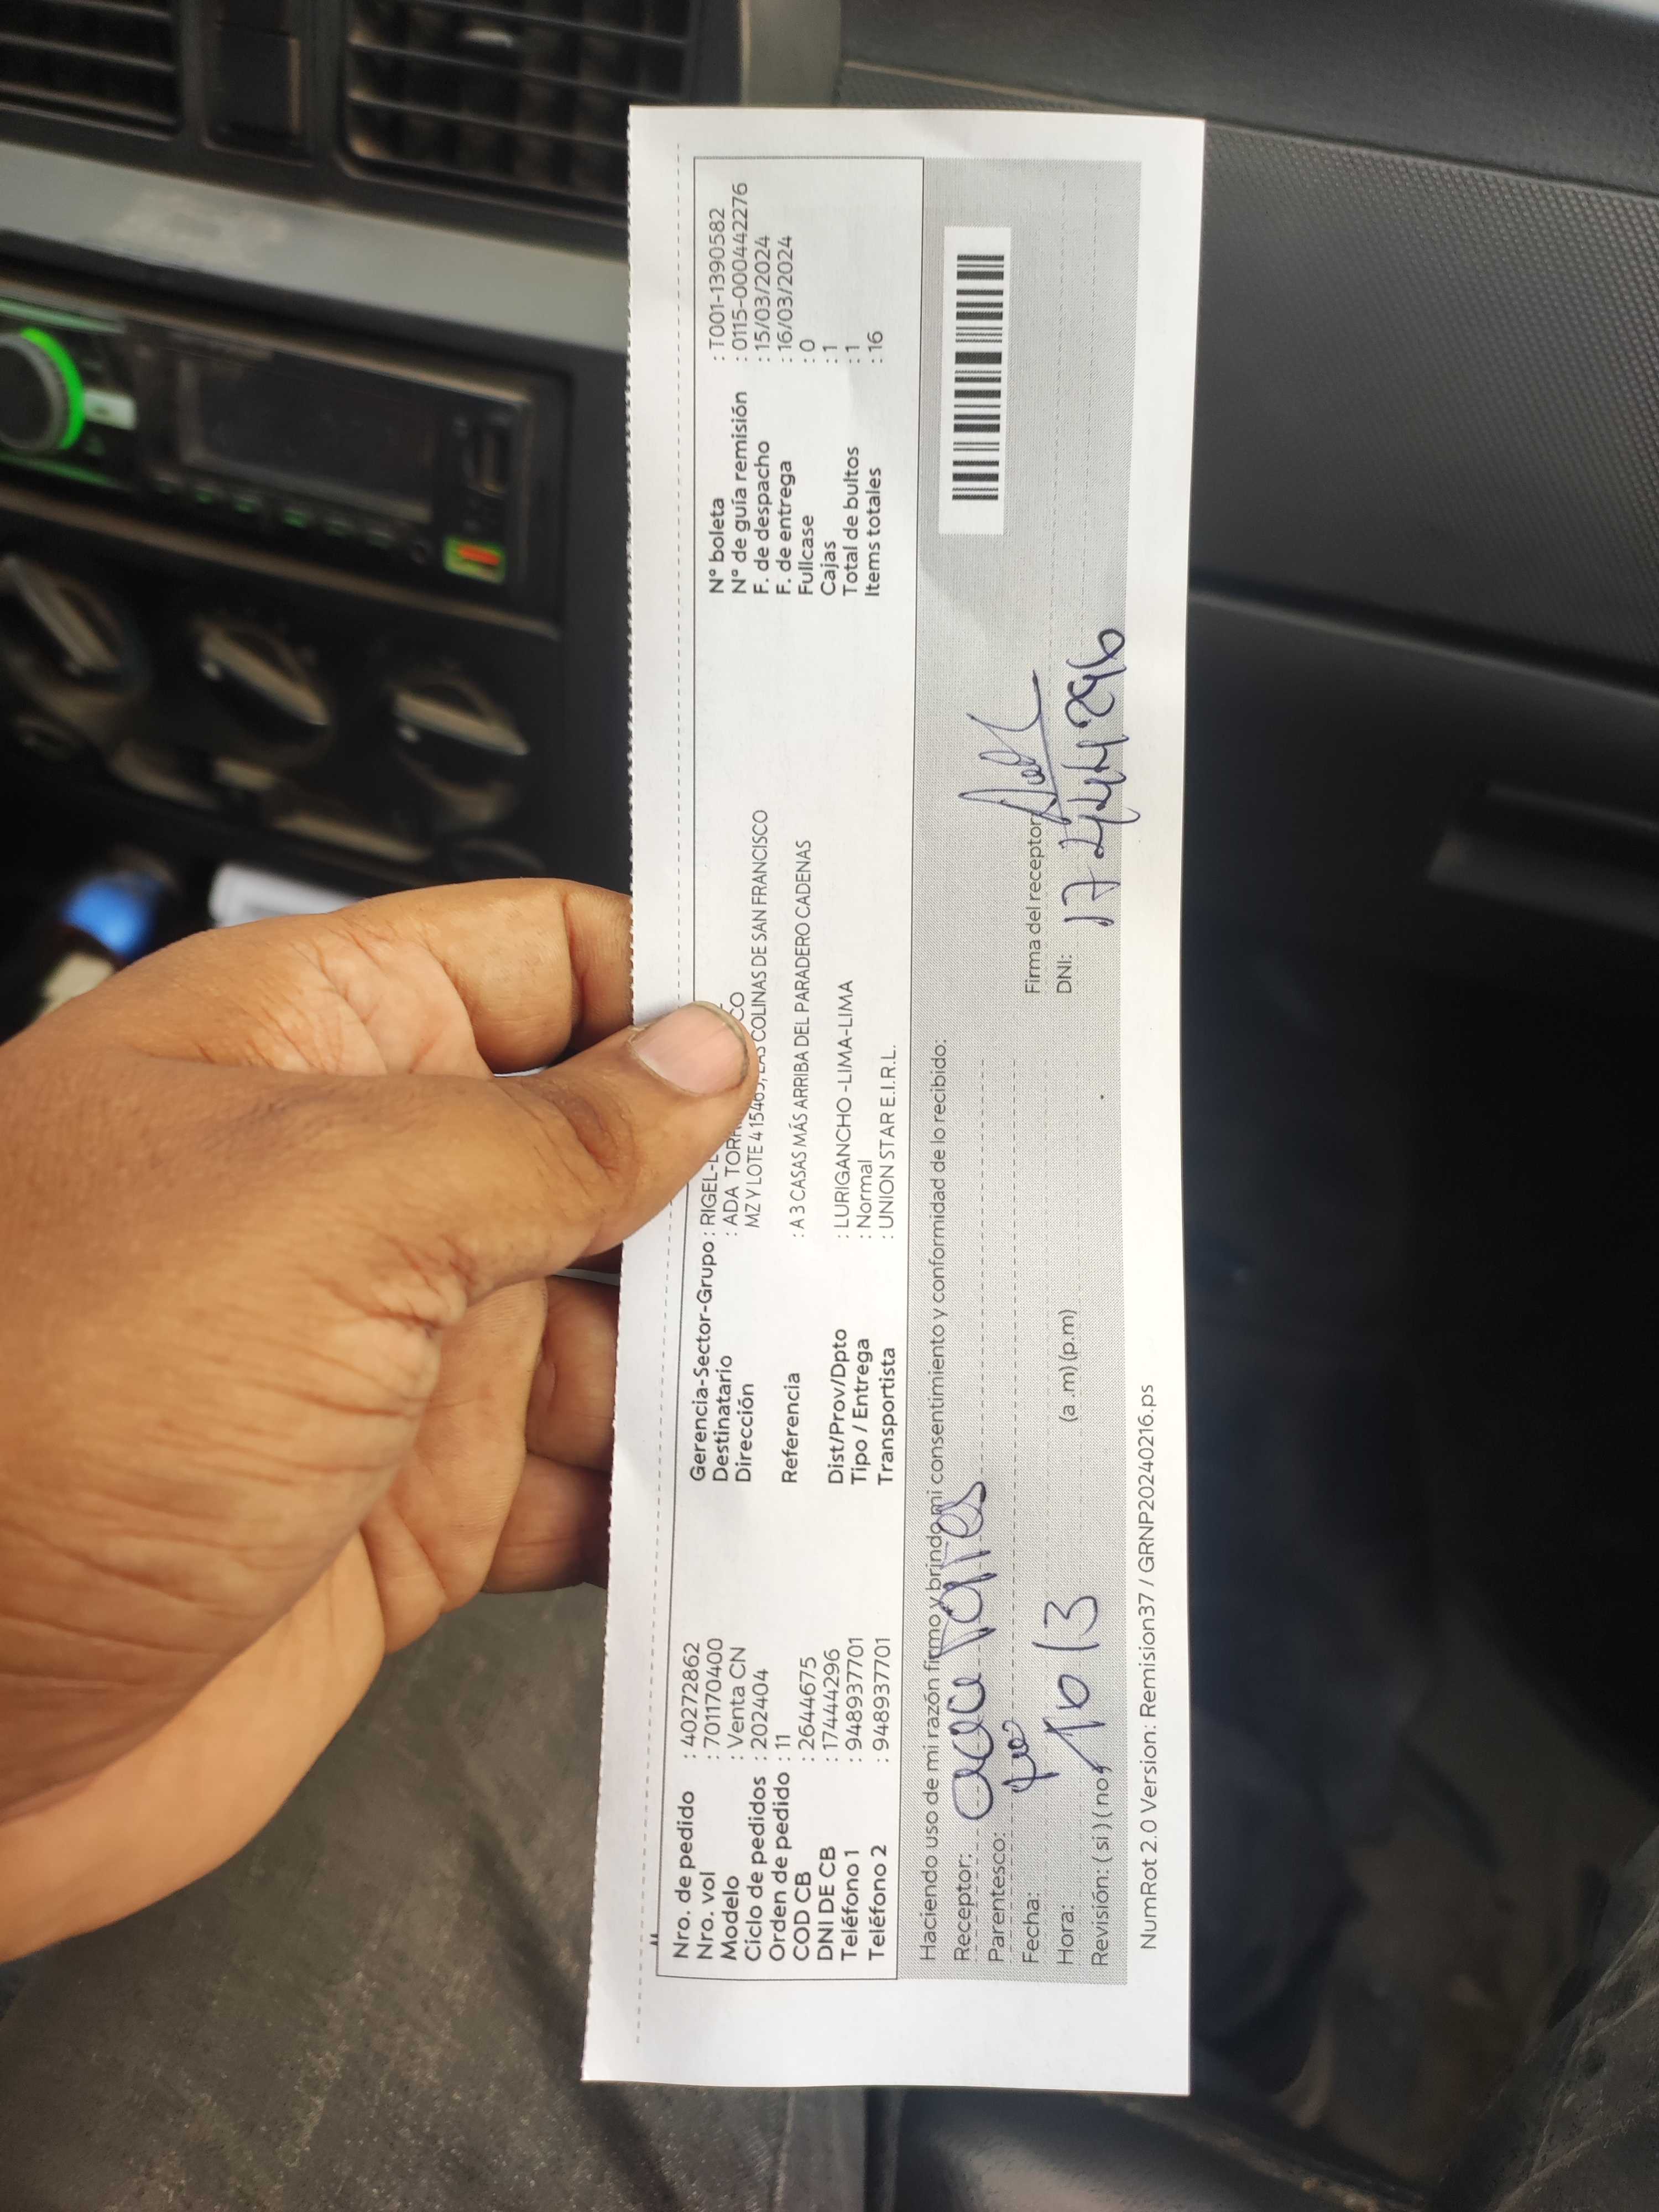 Nro. de pedido : 40272862
Nro. vol : 7011170400
Modelo : Venta CN
Ciclo de pedidos : 202404
Orden de pedido : 11
COD CB : 2644675
DNI DE CB : 17444296
Teléfono 1 : 948937701
Teléfono 2 : 948937701
Gerencia-Sector-Grupo : RIGEL-
Destinatario : ADA
Dirección MZ Y LOTE 4 COLINAS DE SAN FRANCISCO
Referencia : A 3 CASAS MÁS ARRIBA DEL PARADERO CADENAS
Dist/Prov/Dpto : LURIGANCHO -LIMA-LIMA
Tipo / Entrega : Normal
Transportista : UNION STAR E.I.R.L.
N° boleta : T001-1390582
N° de guía remisión : 0115-000442276
F. de despacho : 15/03/2024
F. de entrega : 16/03/2024
Fullcase : 0
Cajas : 1
Total de bultos : 1
Items totales : 16
Haciendo uso de mi razón firmo y brindo mi consentimiento y conformidad de lo recibido:
Receptor:
Parentesco:
Fecha: 16/3
Hora: (a .m) (p.m)
Revisión: ( si ) ( no )
Firma del receptor:
DNI: 17444296
NumRot 2.0 Version: Remision37 / GRNP20240216.ps